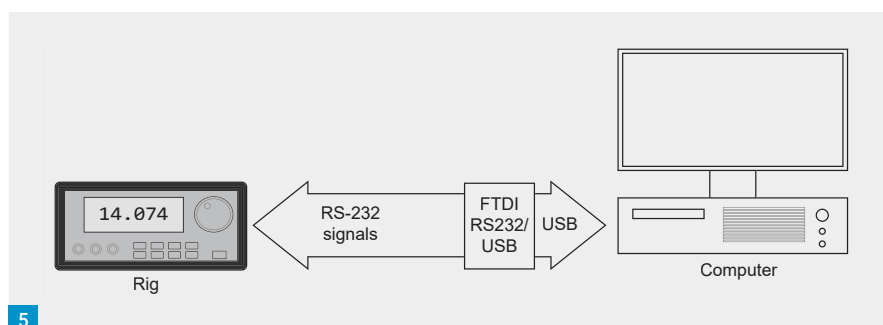 14.074
Rig
RS-232
signals
FTDI
RS232/
USB
USB
Computer
5